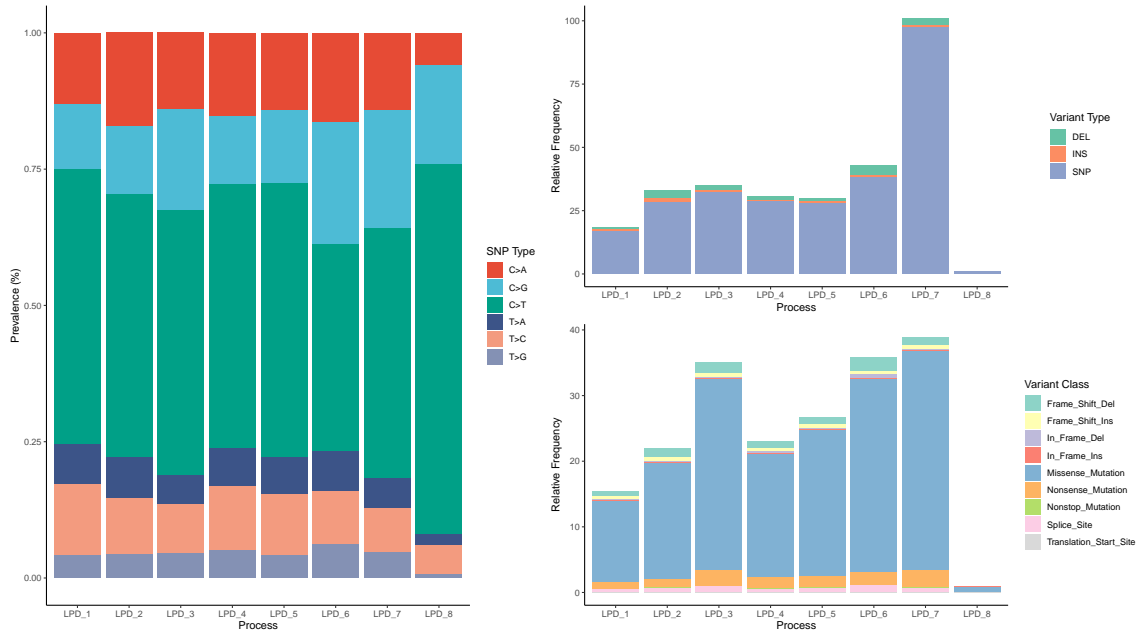 Prevalence (%)
1.00
0.75
0.50
0.25
0.00
LPD_1 LPD_2 LPD_3 LPD_4 LPD_5 LPD_6 LPD_7 LPD_8
Process
SNP Type
C>A
C>G
C>T
T>A
T>C
T>G
Relative Frequency
100
75
50
25
0
LPD_1 LPD_2 LPD_3 LPD_4 LPD_5 LPD_6 LPD_7 LPD_8
Process
Variant Type
DEL
INS
SNP
Relative Frequency
40
30
20
10
0
LPD_1 LPD_2 LPD_3 LPD_4 LPD_5 LPD_6 LPD_7 LPD_8
Process
Variant Class
Frame_Shift_Del
Frame_Shift_Ins
In_Frame_Del
In_Frame_Ins
Missense_Mutation
Nonsense_Mutation
Nonstop_Mutation
Splice_Site
Translation_Start_Site